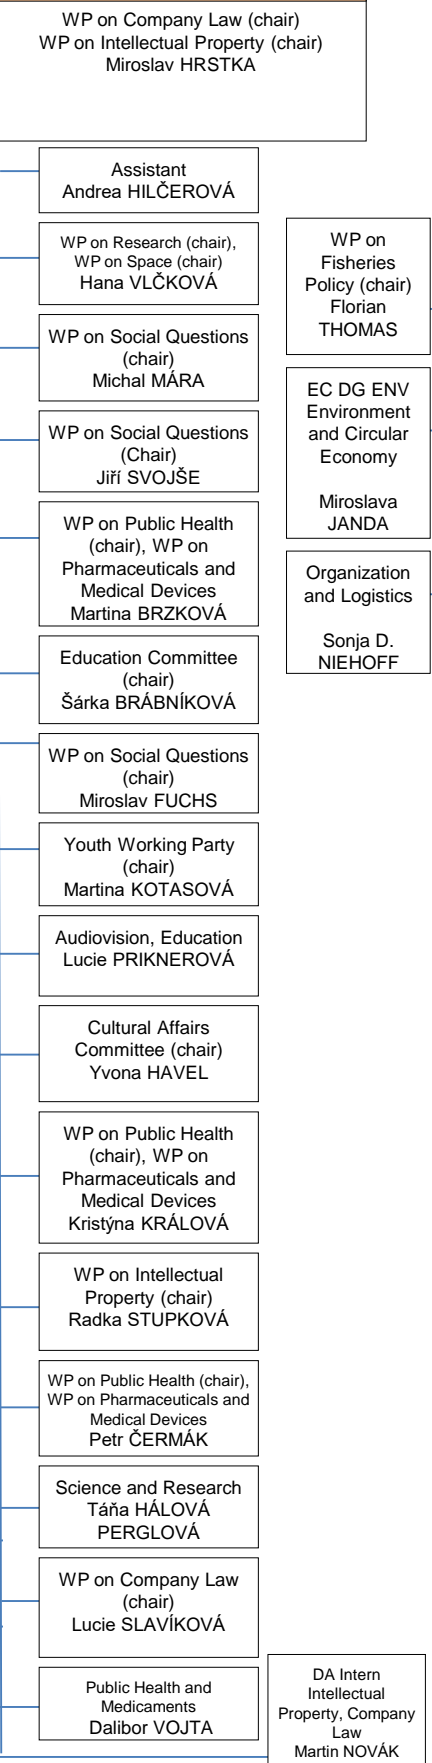 WP on Company Law (chair)
WP on Intellectual Property (chair)
Miroslav HRSTKA
Assistant
Andrea HILČEROVÁ
WP on Research (chair),
WP on Space (chair)
Hana VLČKOVÁ
WP on Social Questions
(chair)
Michal MÁRA
WP on Social Questions
(Chair)
Jiří SVOJŠE
WP on Public Health
(chair), WP on
Pharmaceuticals and
Medical Devices
Martina BRZKOVÁ
Education Committee
(chair)
Šárka BRÁBNÍKOVÁ
WP on Social Questions
(chair)
Miroslav FUCHS
Youth Working Party
(chair)
Martina KOTASOVÁ
Audiovision, Education
Lucie PRIKNEROVÁ
Cultural Affairs
Committee (chair)
Yvona HAVEL
WP on Public Health
(chair), WP on
Pharmaceuticals and
Medical Devices
Kristýna KRÁLOVÁ
WP on Intellectual
Property (chair)
Radka STUPKOVÁ
WP on Public Health (chair),
WP on Pharmaceuticals and
Medical Devices
Petr ČERMÁK
Science and Research
Táňa HÁLOVÁ
PERGLOVÁ
WP on Company Law
(chair)
Lucie SLAVÍKOVÁ
Public Health and
Medicaments
Dalibor VOJTA
WP on
Fisheries
Policy (chair)
Florian
THOMAS
EC DG ENV
Environment
and Circular
Economy
Miroslava
JANDA
Organization
and Logistics
Sonja D.
NIEHOFF
DA Intern
Intellectual
Property, Company
Law
Martin NOVÁK